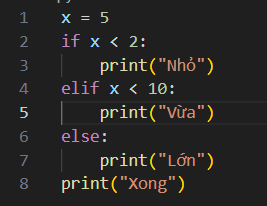 1 x = 5
2 if x < 2:
3     print("Nhỏ")
4 elif x < 10:
5     print("Vừa")
6 else:
7     print("Lớn")
8 print("Xong")